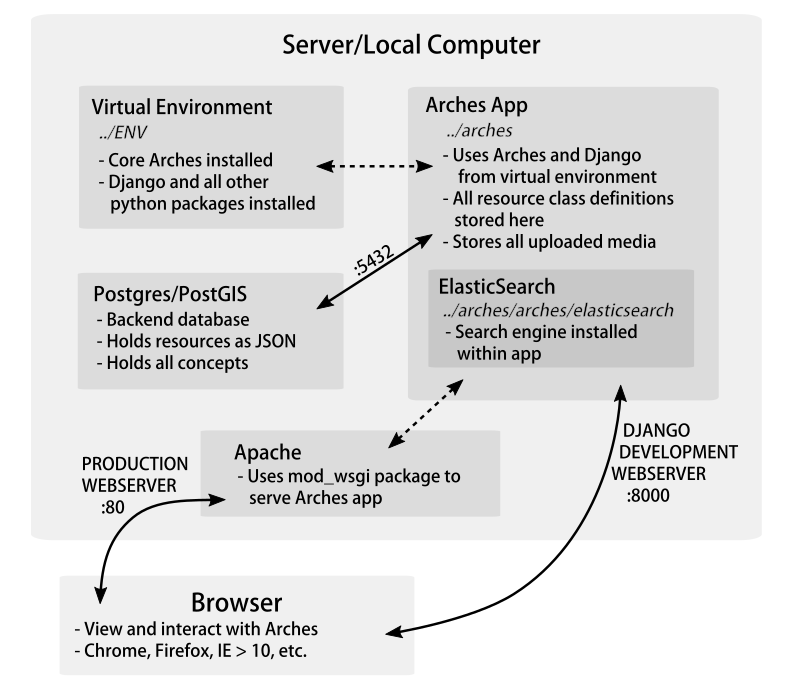 Server/Local Computer
Virtual Environment
../ENV
- Core Arches installed
- Django and all other
python packages installed
Arches App
../arches
- Uses Arches and Django
from virtual environment
- All resource class definitions
stored here
- Stores all uploaded media
:5432
Postgres/PostGIS
- Backend database
- Holds resources as JSON
- Holds all concepts
ElasticSearch
../arches/arches/elasticsearch
- Search engine installed
within app
Apache
- Uses mod_wsgi package to
serve Arches app
PRODUCTION
WEBSERVER
:80
DJANGO
DEVELOPMENT
WEBSERVER
:8000
Browser
- View and interact with Arches
- Chrome, Firefox, IE > 10, etc.